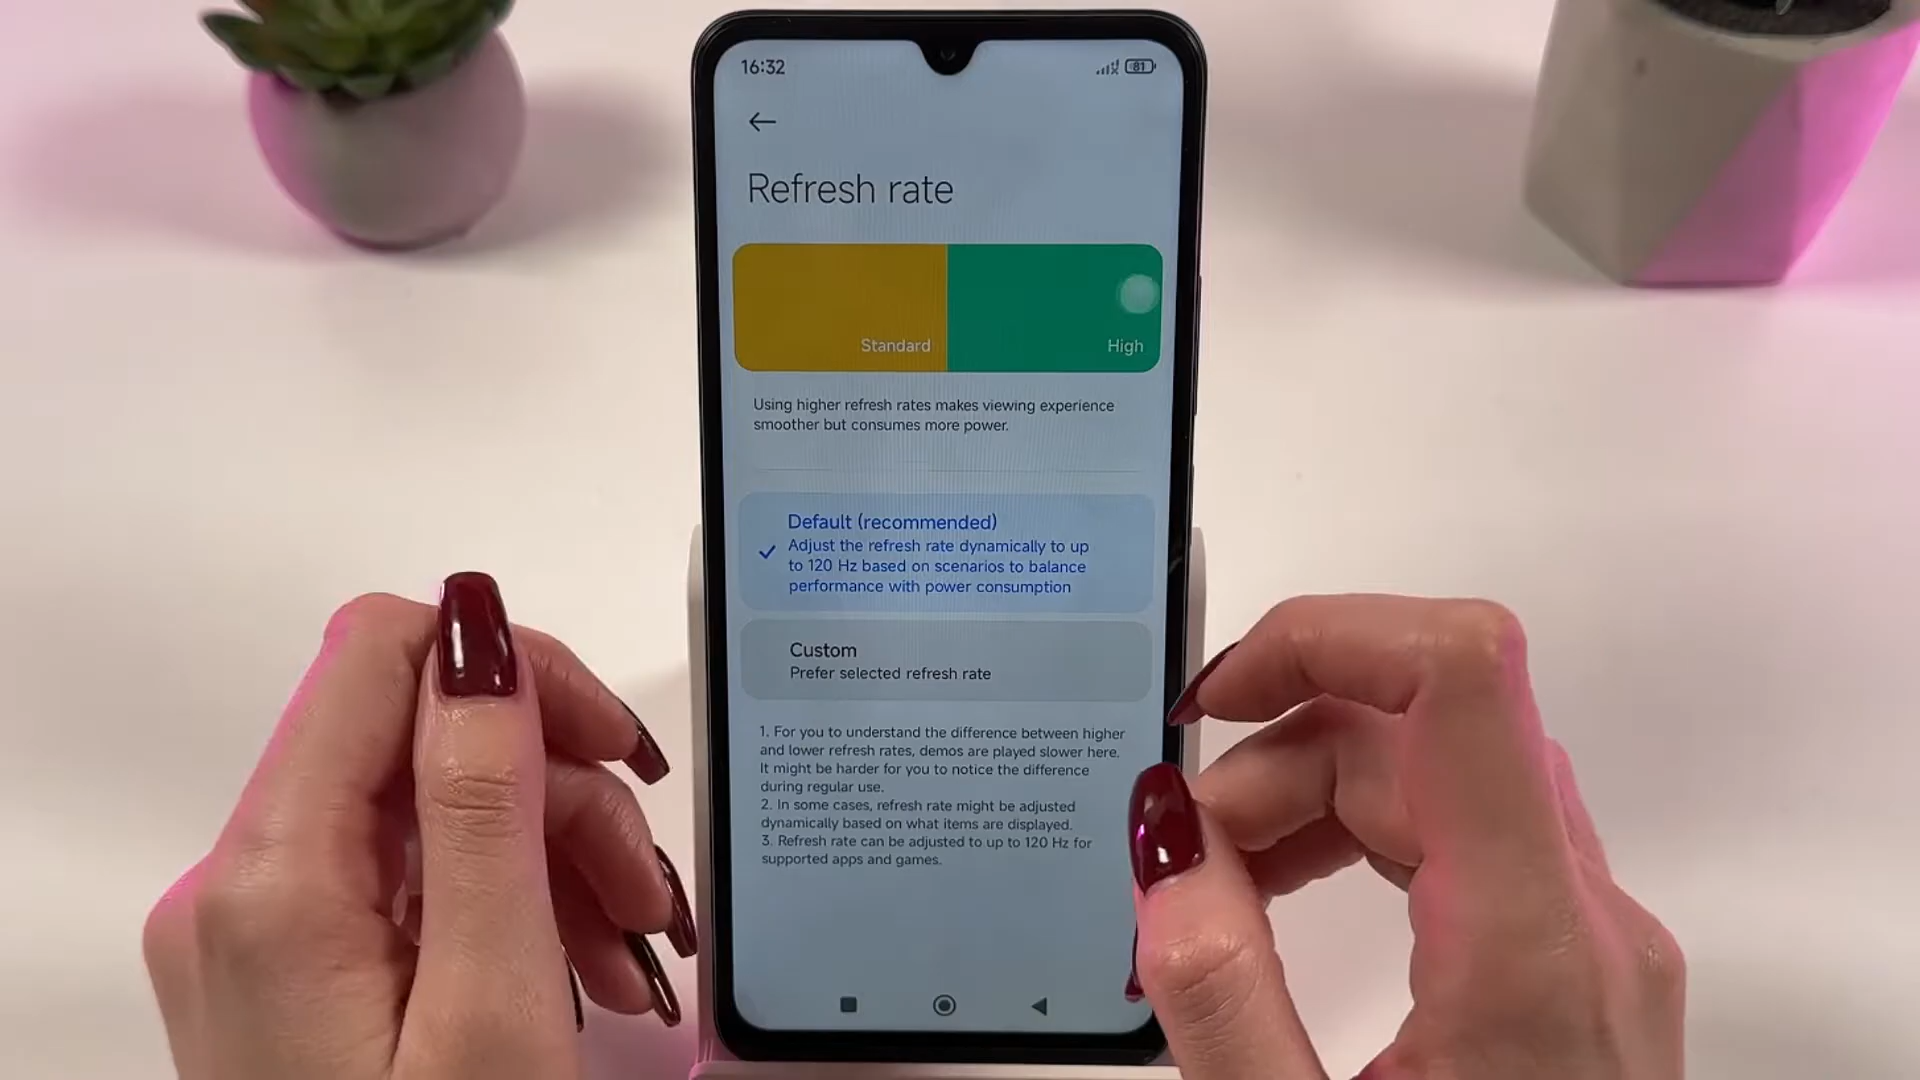 16:32
81
Refresh rate
Standard
High
Using higher refresh rates makes viewing experience
smoother but consumes more power.
Default (recommended)
Adjust the refresh rate dynamically to up
to 120 Hz based on scenarios to balance
performance with power consumption
Custom
Prefer selected refresh rate
1. For you to understand the difference between higher
and lower refresh rates, demos are played slower here.
It might be harder for you to notice the difference
during regular use.
2. In some cases, refresh rate might be adjusted
dynamically based on what items are displayed.
3. Refresh rate can be adjusted to up to 120 Hz for
supported apps and games.